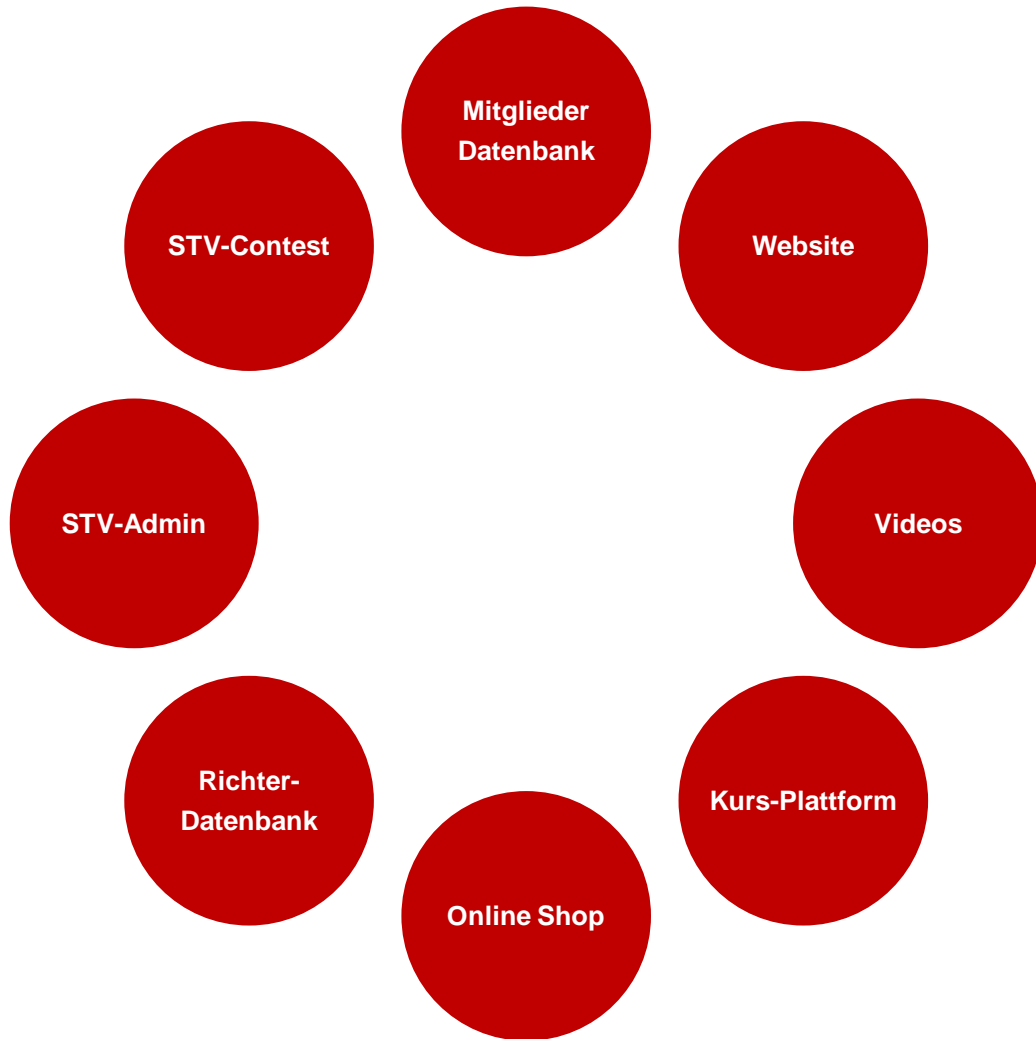 Mitglieder
Datenbank
Website
Videos
Kurs-Plattform
Online Shop
Richter-
Datenbank
STV-Admin
STV-Contest